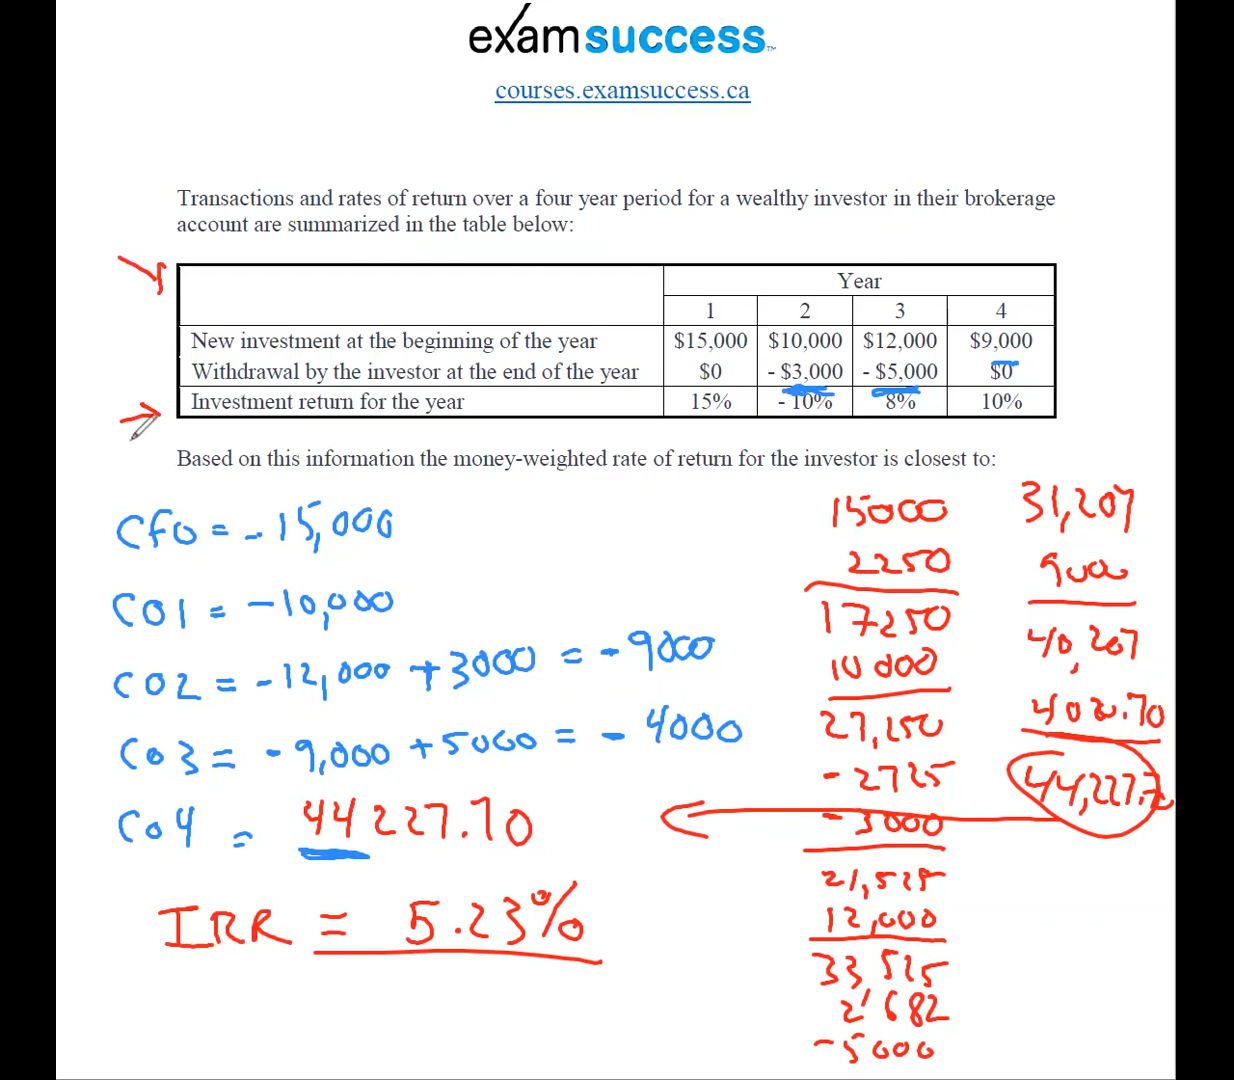 examsuccess™
courses.examsuccess.ca
Transactions and rates of return over a four year period for a wealthy investor in their brokerage
account are summarized in the table below:
Year
1 2 3 4
New investment at the beginning of the year $15,000 $10,000 $12,000 $9,000
Withdrawal by the investor at the end of the year $0 - $3,000 - $5,000 $0
Investment return for the year 15% - 10% 8% 10%
Based on this information the money-weighted rate of return for the investor is closest to:
CF0 = - 15,000
C01 = -10,000
C02 = -12,000 +3000 = - 9000
C03 = - 9,000 +5000 = - 4000
C04 = 44227.70
IRR = 5.23%
15000
2250
17250
10000
27,250
- 2725
- 3000
21,525
12,000
33,525
2,682
-5000
31,207
9000
40,207
4020.70
44,227.70